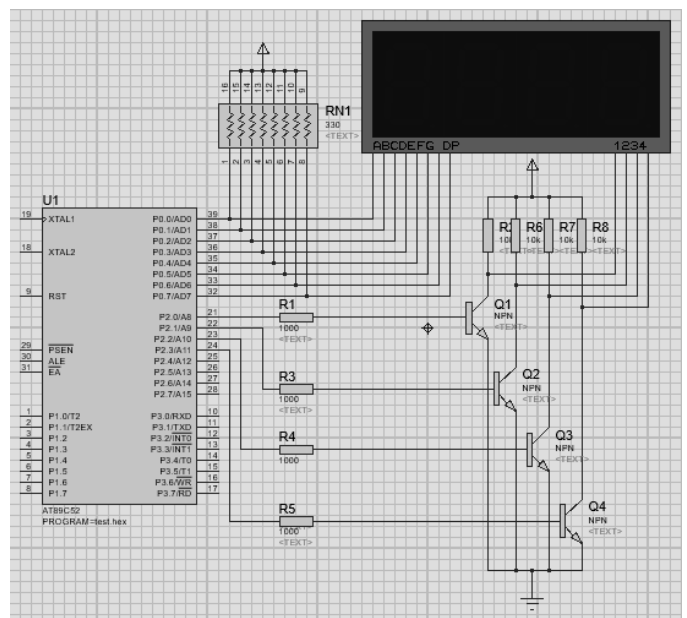 16 15 14 13 12 11 10 9
RN1
330
<TEXT>
1 2 3 4 5 6 7 8
ABCDEFG DP
1234
U1
19 XTAL1
18 XTAL2
9 RST
29 PSEN
30 ALE
31 EA
1 P1.0/T2
2 P1.1/T2EX
3 P1.2
4 P1.3
5 P1.4
6 P1.5
7 P1.6
8 P1.7
P0.0/AD0 39
P0.1/AD1 38
P0.2/AD2 37
P0.3/AD3 36
P0.4/AD4 35
P0.5/AD5 34
P0.6/AD6 33
P0.7/AD7 32
P2.0/A8 21
P2.1/A9 22
P2.2/A10 23
P2.3/A11 24
P2.4/A12 25
P2.5/A13 26
P2.6/A14 27
P2.7/A15 28
P3.0/RXD 10
P3.1/TXD 11
P3.2/INT0 12
P3.3/INT1 13
P3.4/T0 14
P3.5/T1 15
P3.6/WR 16
P3.7/RD 17
AT89C52
PROGRAM=test.hex
R1
1000
<TEXT>
R3
1000
<TEXT>
R4
1000
R5
1000
<TEXT>
R6
10k
R7
10k
R8
10k
<TEXT>
Q1
NPN
<TEXT>
Q2
NPN
<TEXT>
Q3
NPN
<TEXT>
Q4
NPN
<TEXT>